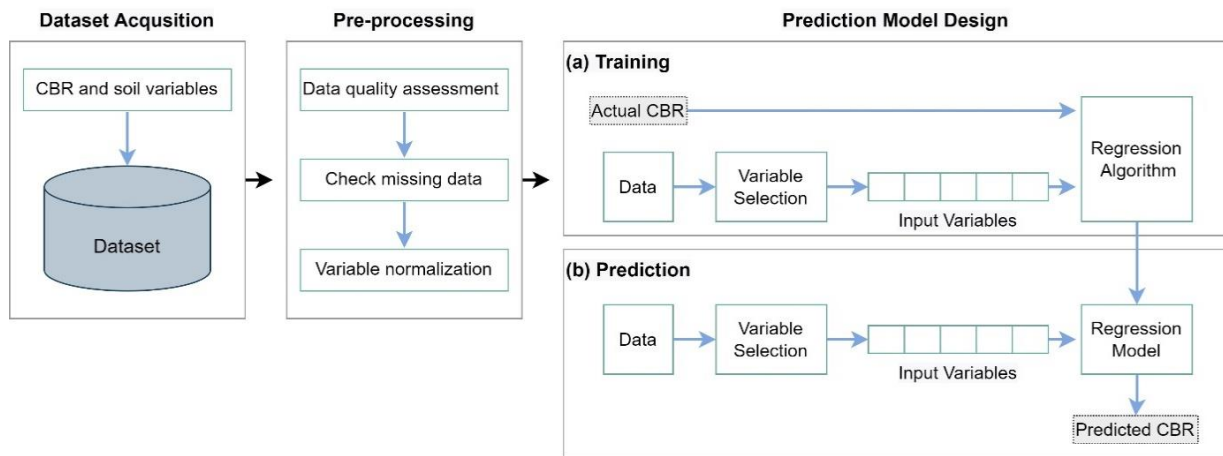 Dataset Acqusition
CBR and soil variables
Dataset
Pre-processing
Data quality assessment
Check missing data
Variable normalization
Prediction Model Design
(a) Training
Actual CBR
Data
Variable
Selection
Input Variables
Regression
Algorithm
(b) Prediction
Data
Variable
Selection
Input Variables
Regression
Model
Predicted CBR